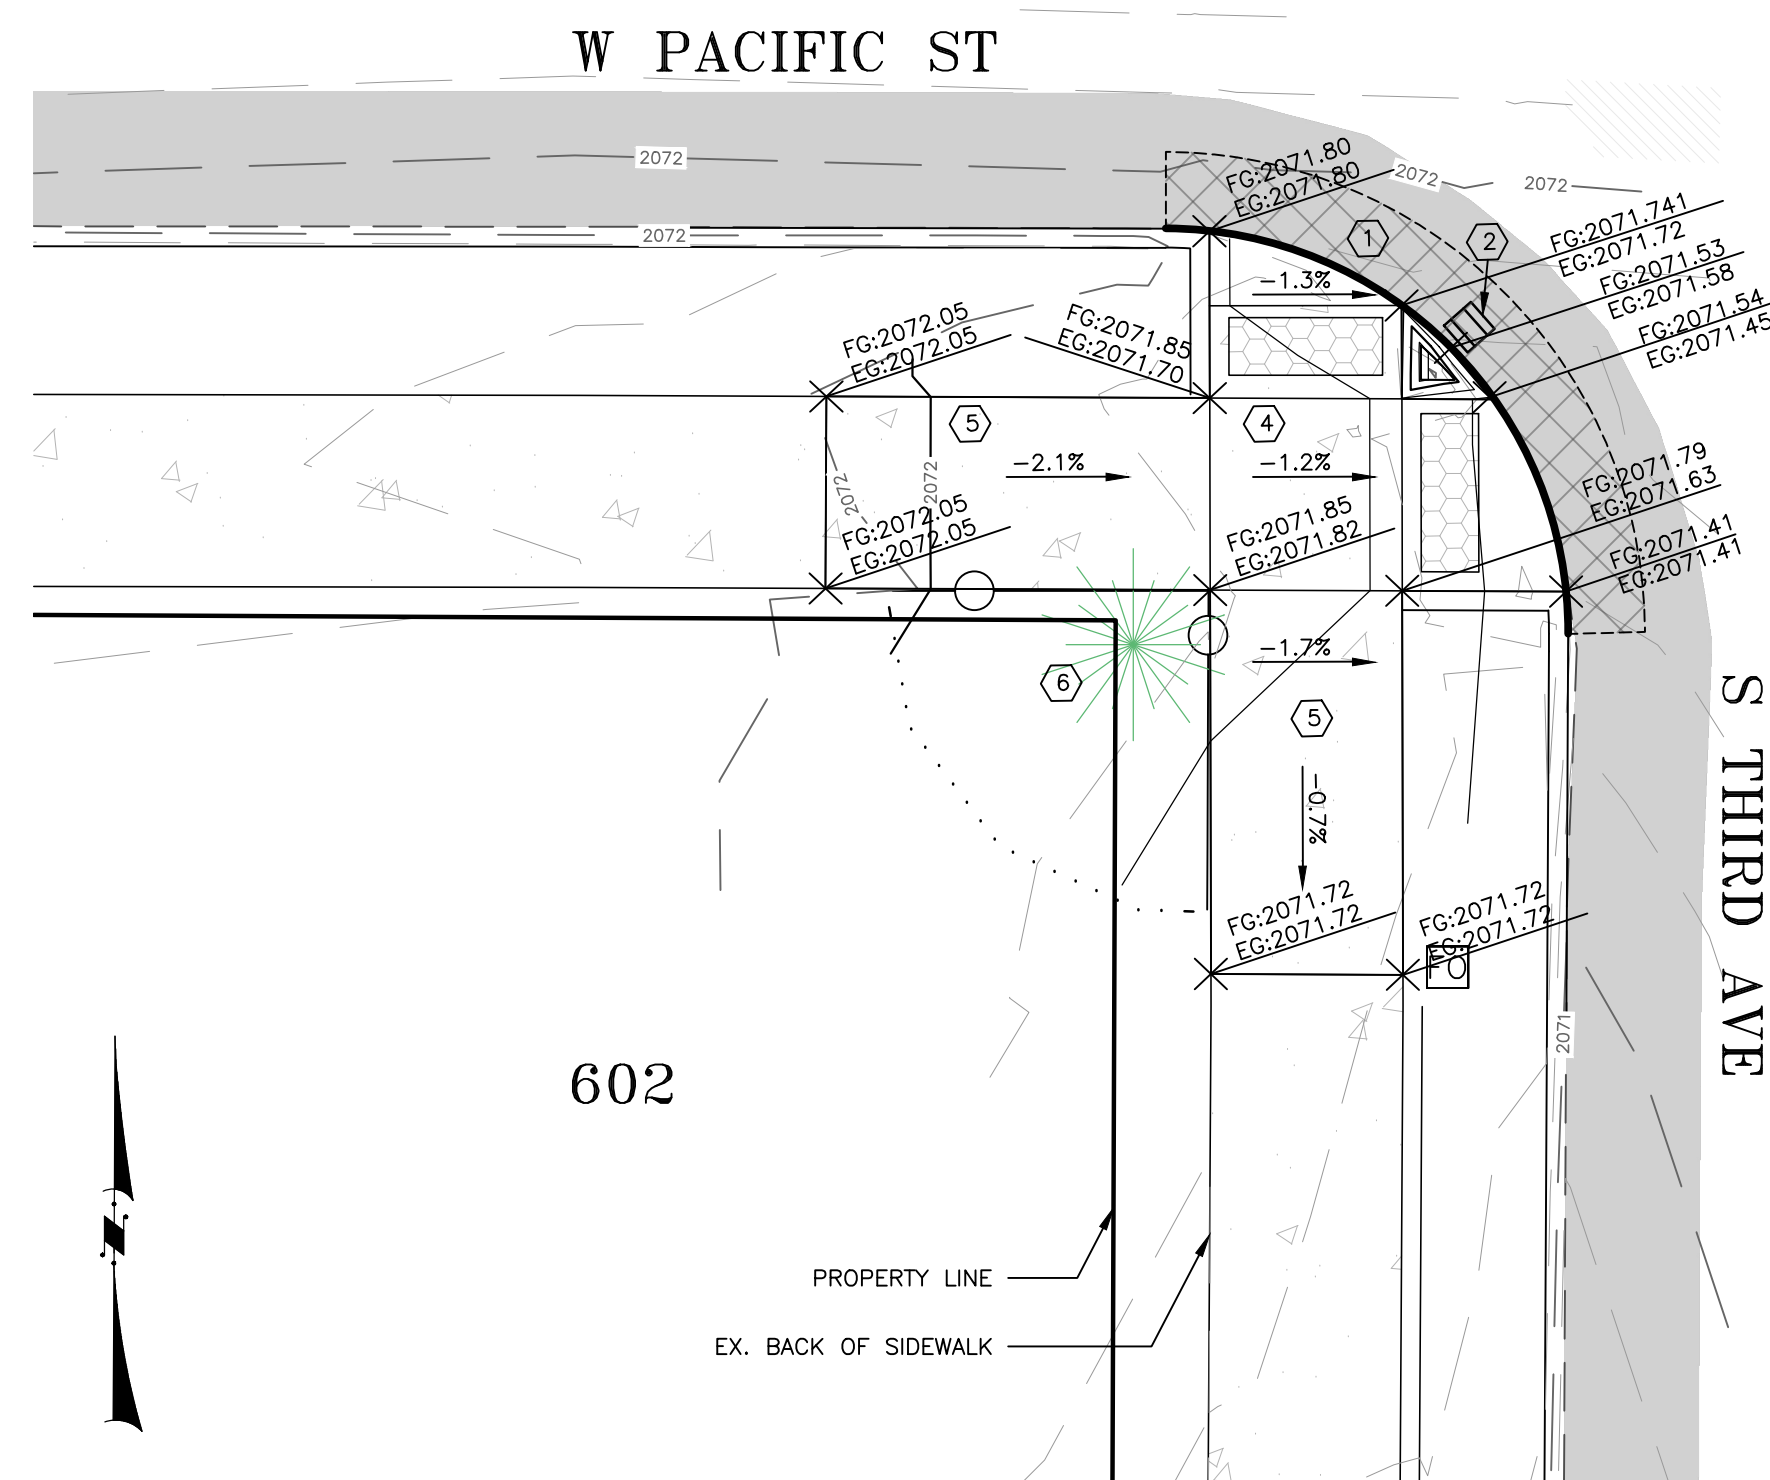 W PACIFIC ST
2072
FG:2071.80
EG:2071.80
2072
2072
2072
1
2
FG:2071.741
EG:2071.72
FG:2071.53
EG:2071.58
FG:2071.54
EG:2071.45
-1.3%
FG:2072.05
EG:2072.05
FG:2071.85
EG:2071.70
5
4
-2.1%
-1.2%
2072
2072
FG:2072.05
EG:2072.05
FG:2071.85
EG:2071.82
FG:2071.79
EG:2071.63
FG:2071.41
EG:2071.41
-1.7%
6
5
-0.7%
S THIRD AVE
FG:2071.72
EG:2071.72
FG:2071.72
EG:2071.72
FO
2071
602
N
PROPERTY LINE
EX. BACK OF SIDEWALK